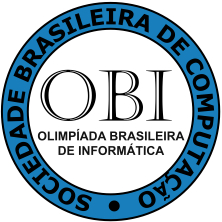 SOCIEDADE BRASILEIRA DE COMPUTAÇÃO
OBI
OLIMPÍADA BRASILEIRA
DE INFORMÁTICA